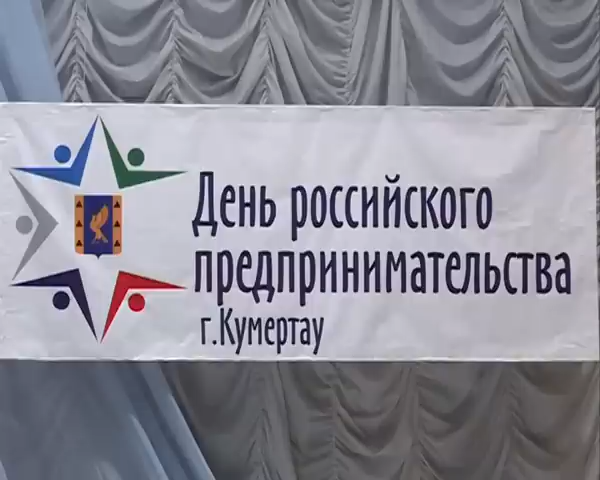 День российского
предпринимательства
г.Кумертау